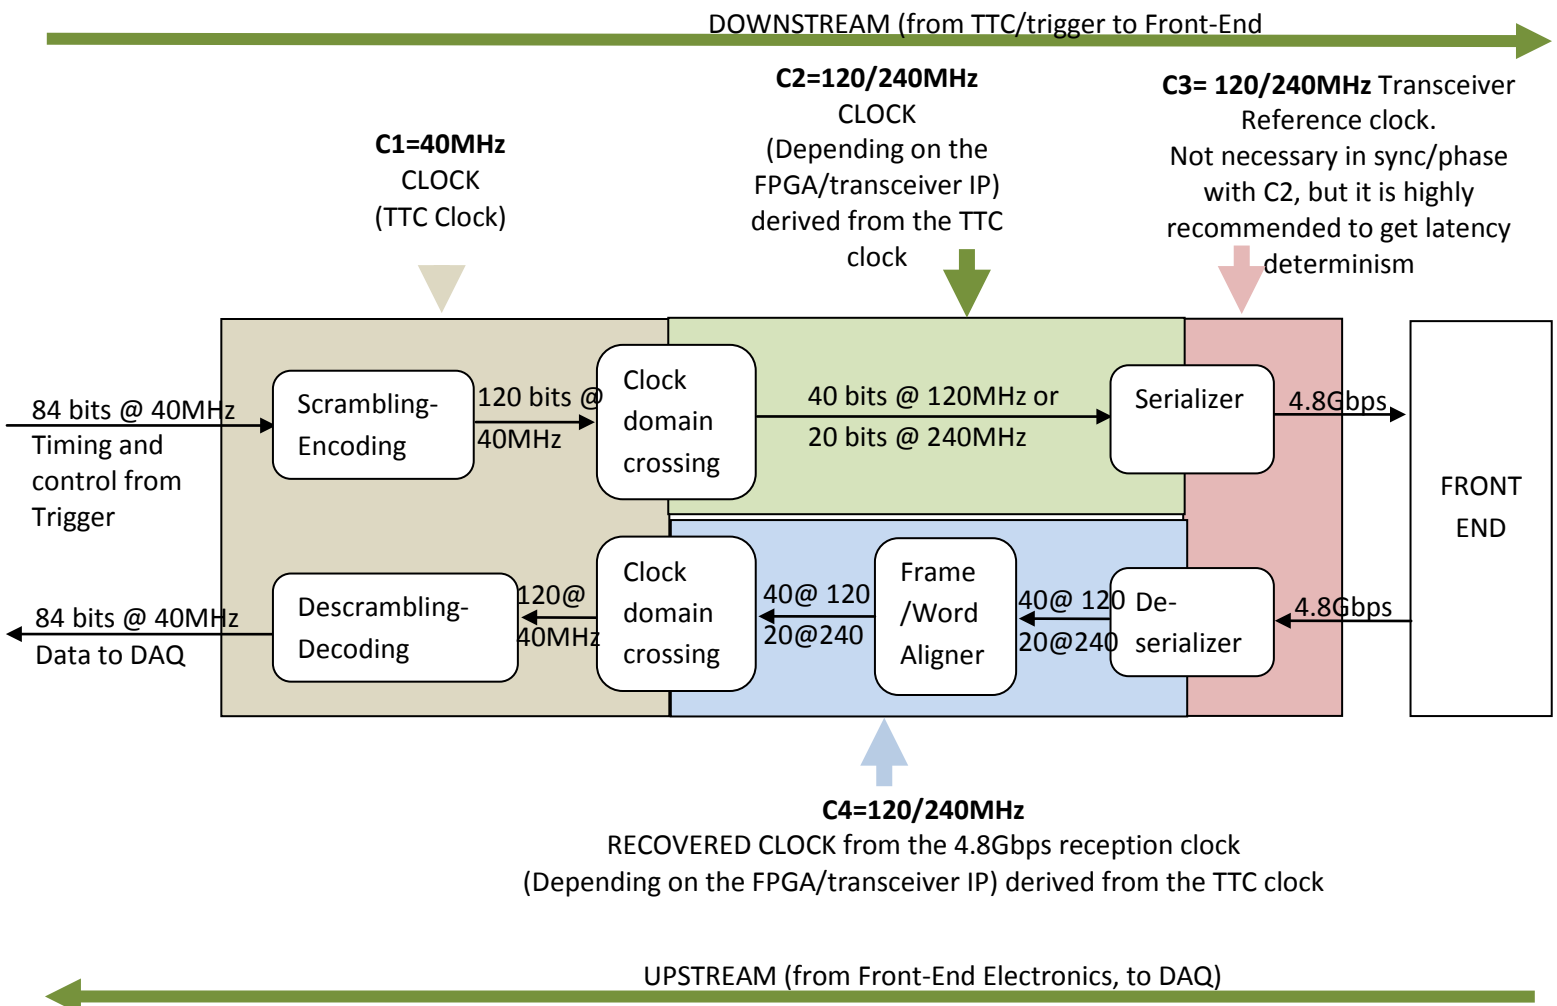 DOWNSTREAM (from TTC/trigger to Front-End
C1=40MHz
CLOCK
(TTC Clock)
C2=120/240MHz
CLOCK
(Depending on the
FPGA/transceiver IP)
derived from the TTC
clock
C3= 120/240MHz Transceiver
Reference clock.
Not necessary in sync/phase
with C2, but it is highly
recommended to get latency
determinism
84 bits @ 40MHz
Timing and
control from
Trigger
Scrambling-
Encoding
120 bits @
40MHz
Clock
domain
crossing
40 bits @ 120MHz or
20 bits @ 240MHz
Serializer
4.8Gbps
FRONT
END
84 bits @ 40MHz
Data to DAQ
Descrambling-
Decoding
120@
40MHz
Clock
domain
crossing
40@ 120
20@240
Frame
/Word
Aligner
40@ 120
20@240
De-
serializer
4.8Gbps
C4=120/240MHz
RECOVERED CLOCK from the 4.8Gbps reception clock
(Depending on the FPGA/transceiver IP) derived from the TTC clock
UPSTREAM (from Front-End Electronics, to DAQ)